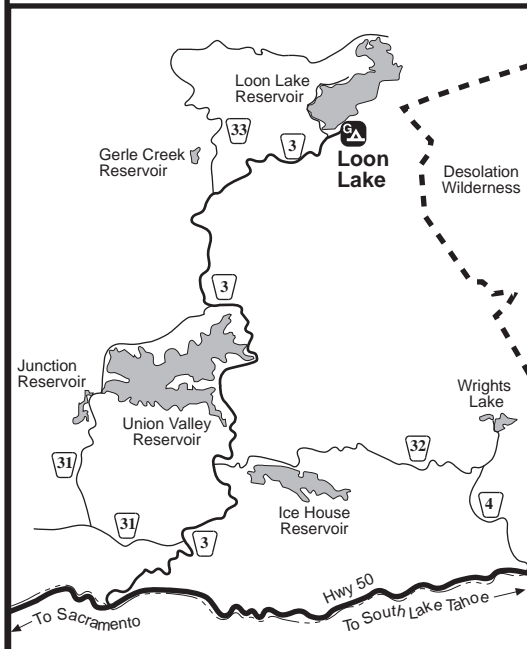 Loon Lake
Reservoir
33
3
G
Loon
Lake
Gerle Creek
Reservoir
Desolation
Wilderness
3
Junction
Reservoir
Union Valley
Reservoir
Wrights
Lake
32
31
Ice House
Reservoir
4
31
3
Hwy 50
To Sacramento
To South Lake Tahoe